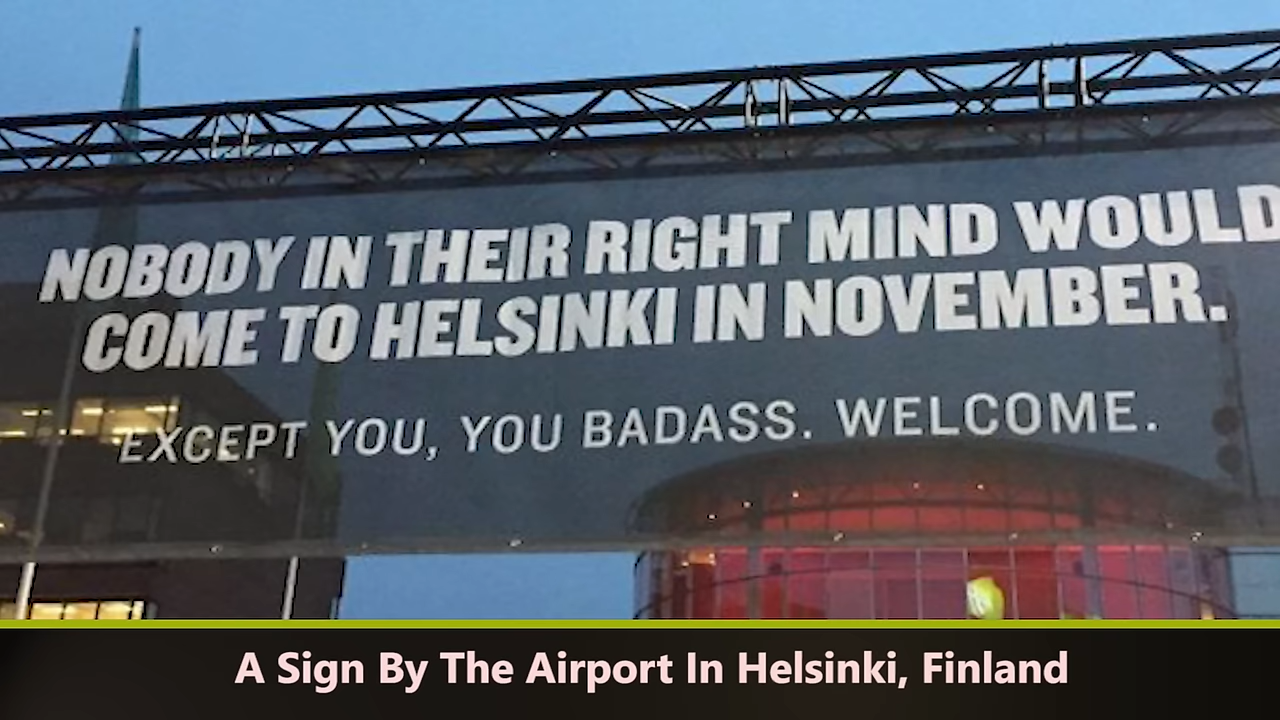 NOBODY IN THEIR RIGHT MIND WOULD
COME TO HELSINKI IN NOVEMBER.
EXCEPT YOU, YOU BADASS. WELCOME.
A Sign By The Airport In Helsinki, Finland